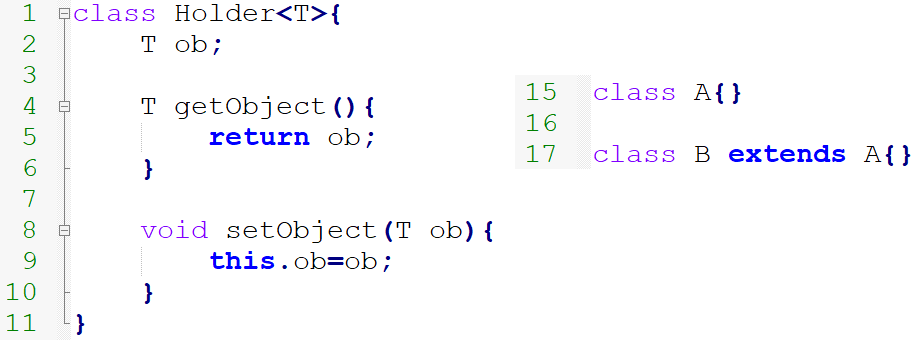 1 class Holder<T>{
2 T ob;
3
4 T getObject(){
5 return ob;
6 }
7
8 void setObject(T ob){
9 this.ob=ob;
10 }
11 }
15 class A{}
16
17 class B extends A{}